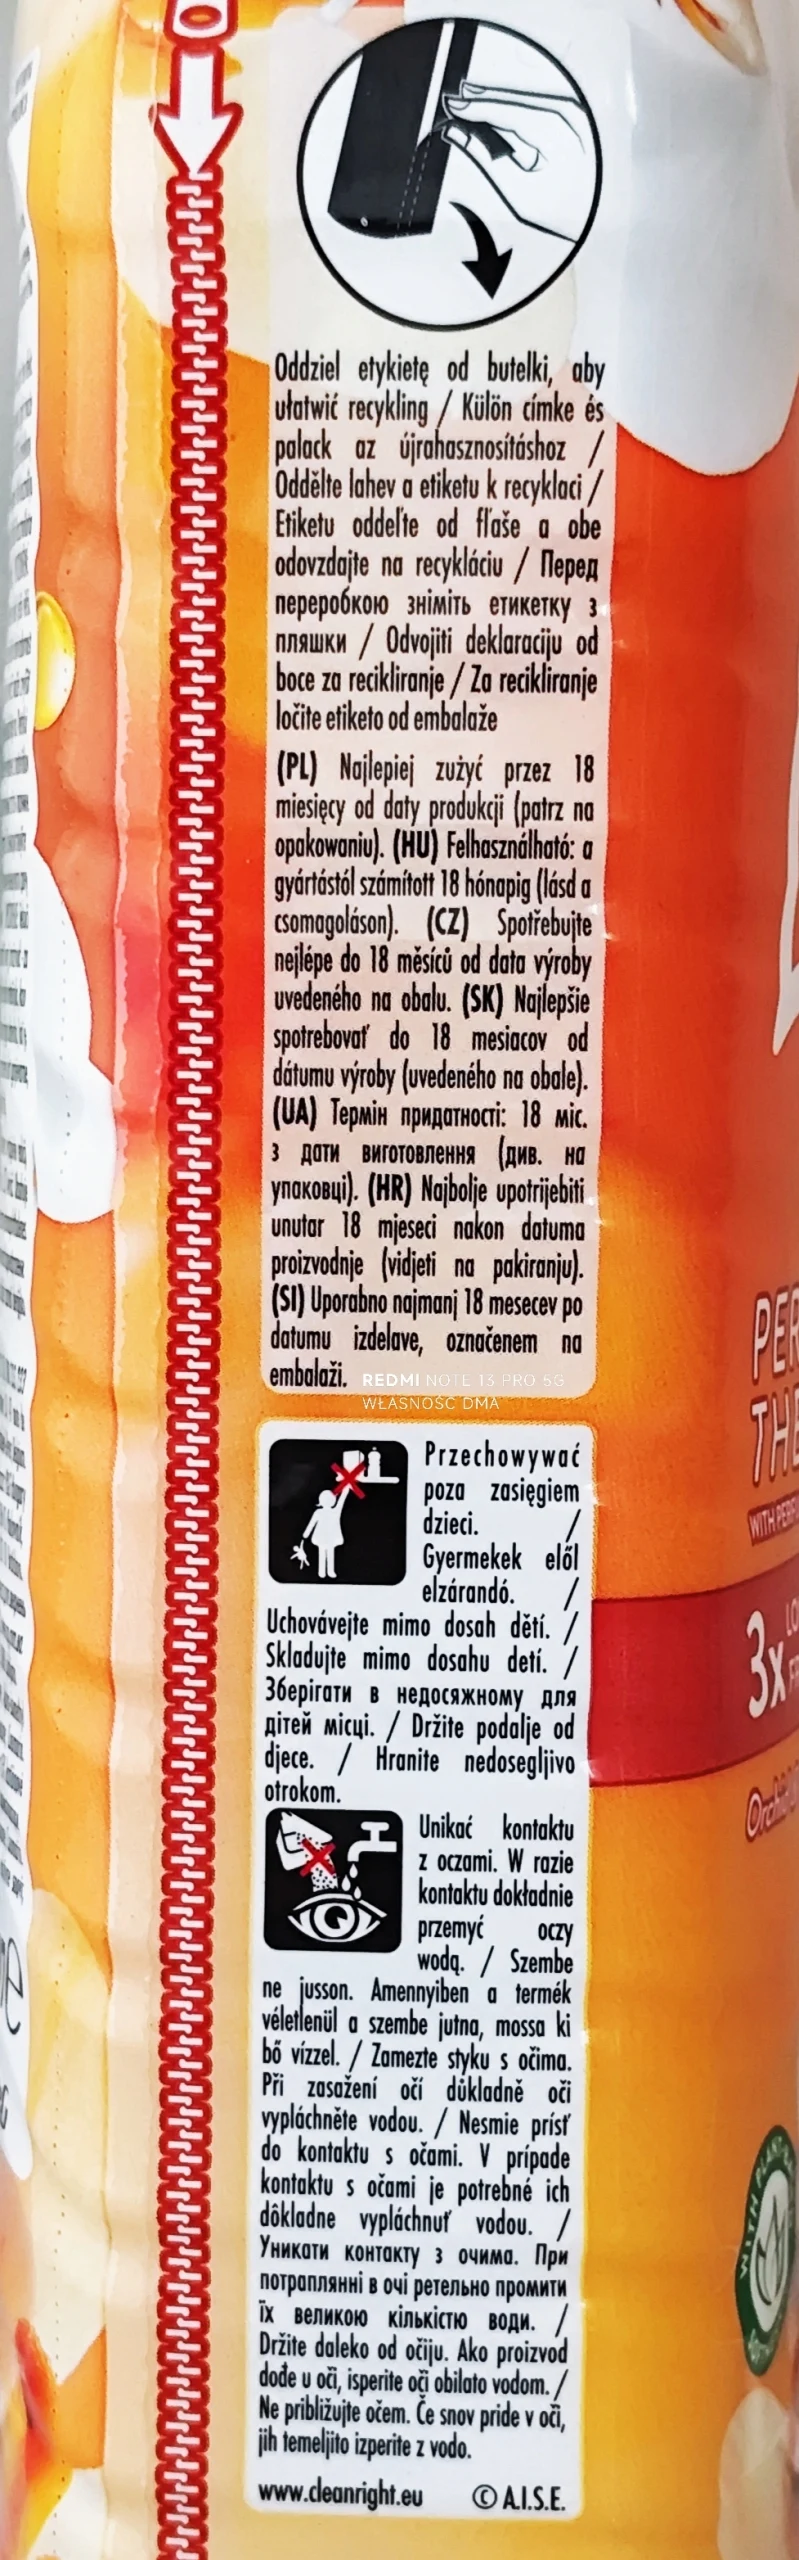 Oddziel etykietę od butelki, aby
ułatwić recykling / Külön címke és
palack az újrahasznosításhoz /
Oddělte lahev a etiketu k recyklaci /
Etiketu oddeľte od fľaše a obe
odovzdajte na recykláciu / Перед
переробкою зніміть етикетку з
пляшки / Odvojiti deklaraciju od
boce za recikliranje / Za recikliranje
ločite etiketo od embalaže
(PL) Najlepiej zużyć przez 18
miesięcy od daty produkcji (patrz na
opakowaniu). (HU) Felhasználható: a
gyártástól számított 18 hónapig (lásd a
csomagoláson). (CZ) Spotřebujte
nejlépe do 18 měsíců od data výroby
uvedeného na obalu. (SK) Najlepšie
spotrebovať do 18 mesiacov od
dátumu výroby (uvedeného na obale).
(UA) Термін придатності: 18 міс.
з дати виготовлення (див. на
упаковці). (HR) Najbolje upotrijebiti
unutar 18 mjeseci nakon datuma
proizvodnje (vidjeti na pakiranju).
(SI) Uporabno najmanj 18 mesecev po
datumu izdelave, označenem na
embalaži.
REDMI NOTE 13 PRO 5G
WŁASNOŚĆ DMA
Przechowywać
poza zasięgiem
dzieci. /
Gyermekek elől
elzárandó. /
Uchovávejte mimo dosah dětí. /
Skladujte mimo dosahu detí. /
Зберігати в недосяжному для
дітей місці. / Držite podalje od
djece. / Hranite nedosegljivo
otrokom.
Unikać kontaktu
z oczami. W razie
kontaktu dokładnie
przemyć oczy
wodą. / Szembe
ne jusson. Amennyiben a termék
véletlenül a szembe jutna, mossa ki
bő vízzel. / Zamezte styku s očima.
Při zasažení očí důkladně oči
vypláchněte vodou. / Nesmie prísť
do kontaktu s očami. V prípade
kontaktu s očami je potrebné ich
dôkladne vypláchnuť vodou. /
Уникати контакту з очима. При
потраплянні в очі ретельно промити
їх великою кількістю води. /
Držite daleko od očiju. Ako proizvod
dođe u oči, isperite oči obilato vodom. /
Ne približujte očem. Če snov pride v oči,
jih temeljito izperite z vodo.
www.cleanright.eu © A.I.S.E.
3x
WITH PLANT